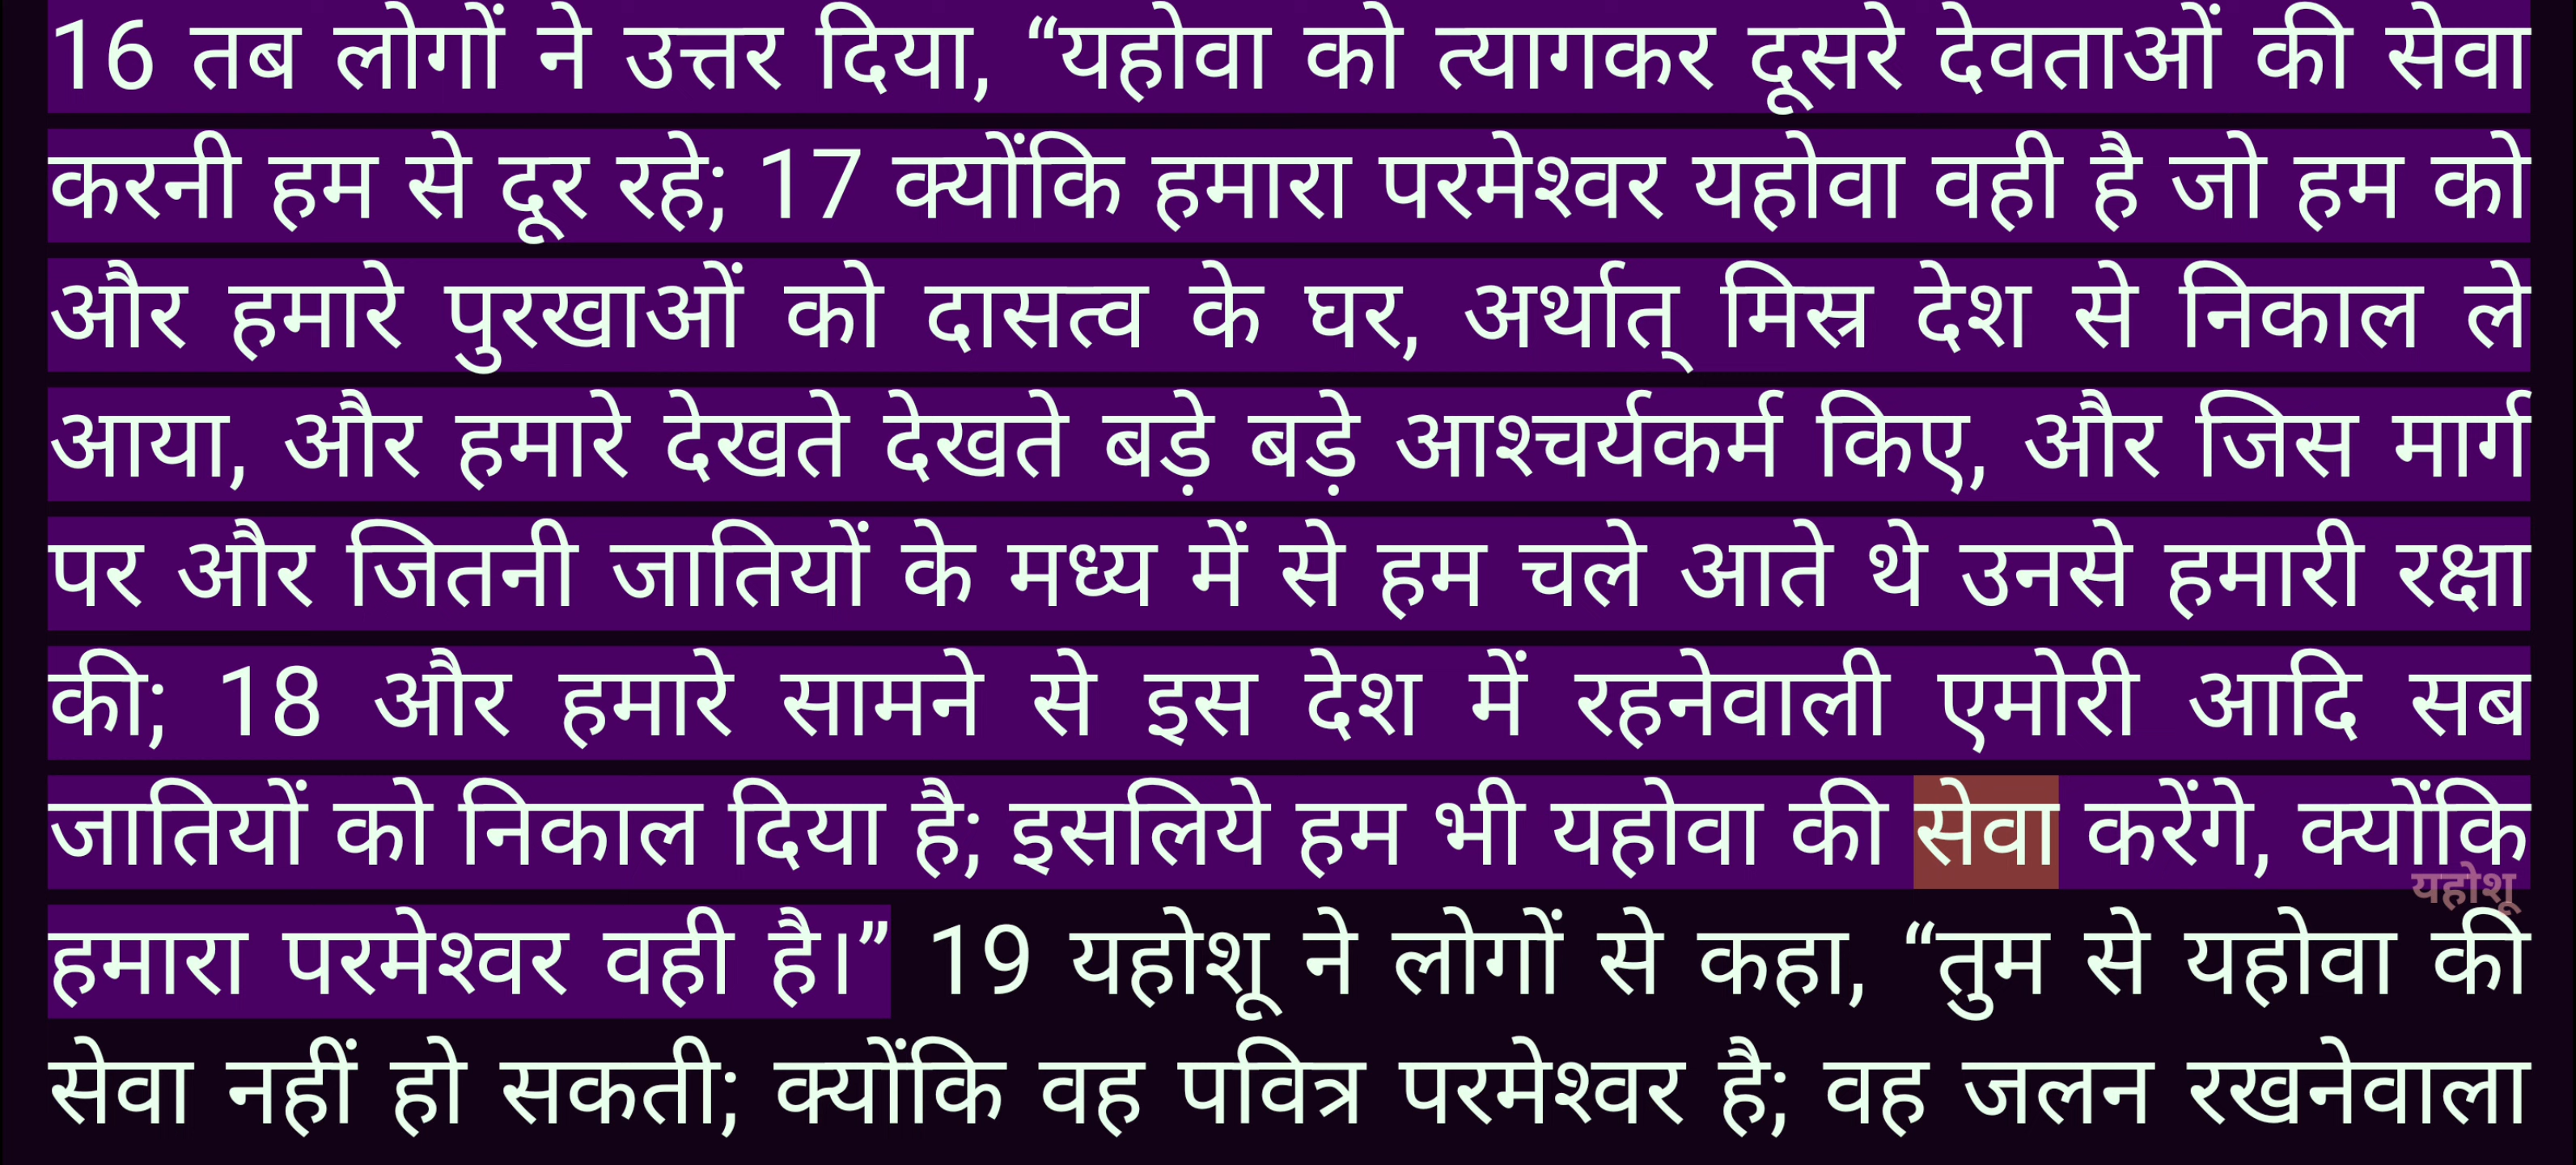 16 तब लोगों ने उत्तर दिया, “यहोवा को त्यागकर दूसरे देवताओं की सेवा
करनी हम से दूर रहे; 17 क्योंकि हमारा परमेश्वर यहोवा वही है जो हम को
और हमारे पुरखाओं को दासत्व के घर, अर्थात् मिस्र देश से निकाल ले
आया, और हमारे देखते देखते बड़े बड़े आश्चर्यकर्म किए, और जिस मार्ग
पर और जितनी जातियों के मध्य में से हम चले आते थे उनसे हमारी रक्षा
की; 18 और हमारे सामने से इस देश में रहनेवाली एमोरी आदि सब
जातियों को निकाल दिया है; इसलिये हम भी यहोवा की सेवा करेंगे, क्योंकि
यहोशू
हमारा परमेश्वर वही है।” 19 यहोशू ने लोगों से कहा, “तुम से यहोवा की
सेवा नहीं हो सकती; क्योंकि वह पवित्र परमेश्वर है; वह जलन रखनेवाला